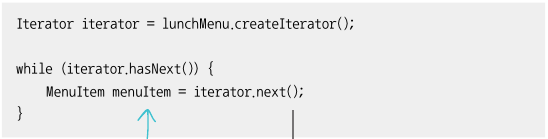 Iterator iterator = lunchMenu.createIterator();
while (iterator.hasNext()) {
MenuItem menuItem = iterator.next();
}